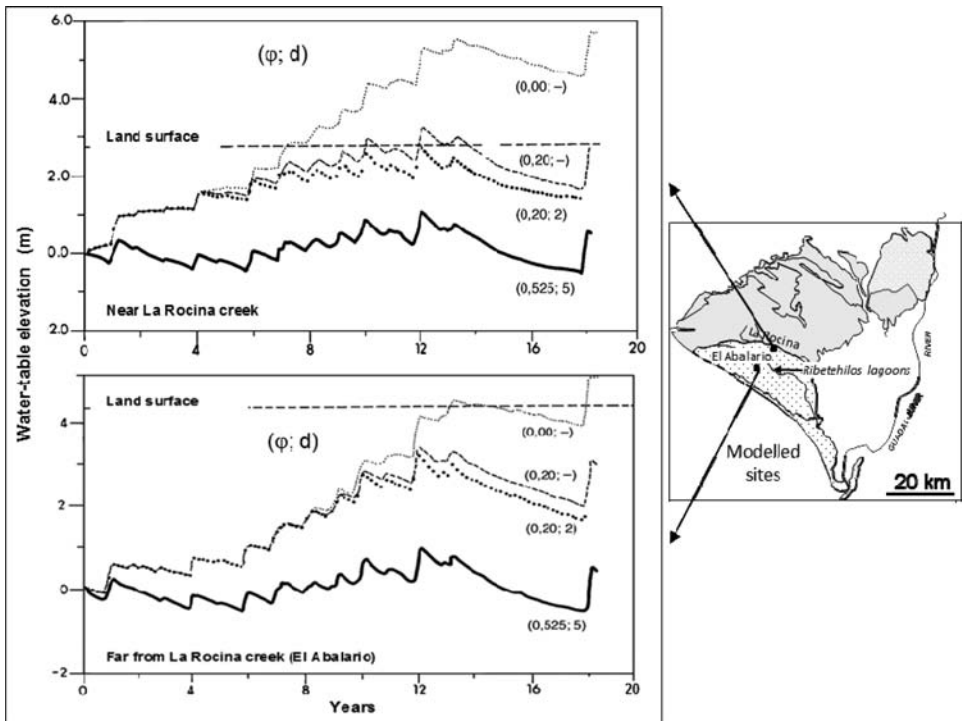 Water-table elevation (m)
6.0
4.0
2.0
0.0
2.0
(φ; d)
Land surface
(0,00; –)
(0,20; –)
(0,20; 2)
(0,525; 5)
Near La Rocina creek
0
4
8
12
16
20
4
2
0
−2
Land surface
(φ; d)
(0,00; –)
(0,20; –)
(0,20; 2)
(0,525; 5)
Far from La Rocina creek (El Abalario)
0
4
8
12
16
20
Years
La Rocina
El Abalario
Ribetehilos lagoons
RIVER
Modelled
sites
20 km